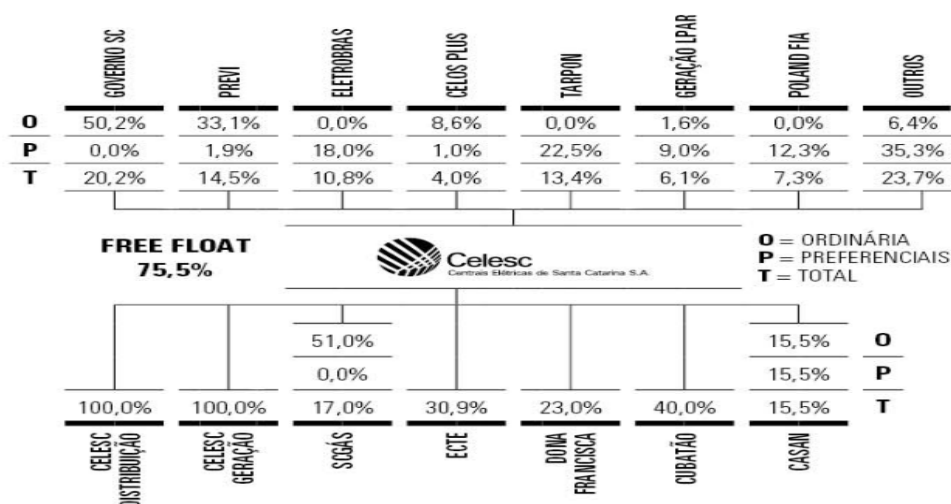 GOVERNO SC PREVI ELETROBRAS CELOS PLUS TARPON GERAÇÃO LPAR POLAND FIA OUTROS
O 50,2% 33,1% 0,0% 8,6% 0,0% 1,6% 0,0% 6,4%
P 0,0% 1,9% 18,0% 1,0% 22,5% 9,0% 12,3% 35,3%
T 20,2% 14,5% 10,8% 4,0% 13,4% 6,1% 7,3% 23,7%
FREE FLOAT
75,5%
Celesc
Centrais Elétricas de Santa Catarina S.A.
O = ORDINÁRIA
P = PREFERENCIAIS
T = TOTAL
51,0% 15,5% O
0,0% 15,5% P
100,0% 100,0% 17,0% 30,9% 23,0% 40,0% 15,5% T
CELESC
DISTRIBUIÇÃO
CELESC
GERAÇÃO
SCGÁS
ECTE
DONA
FRANCISCA
CUBATÃO
CASAN